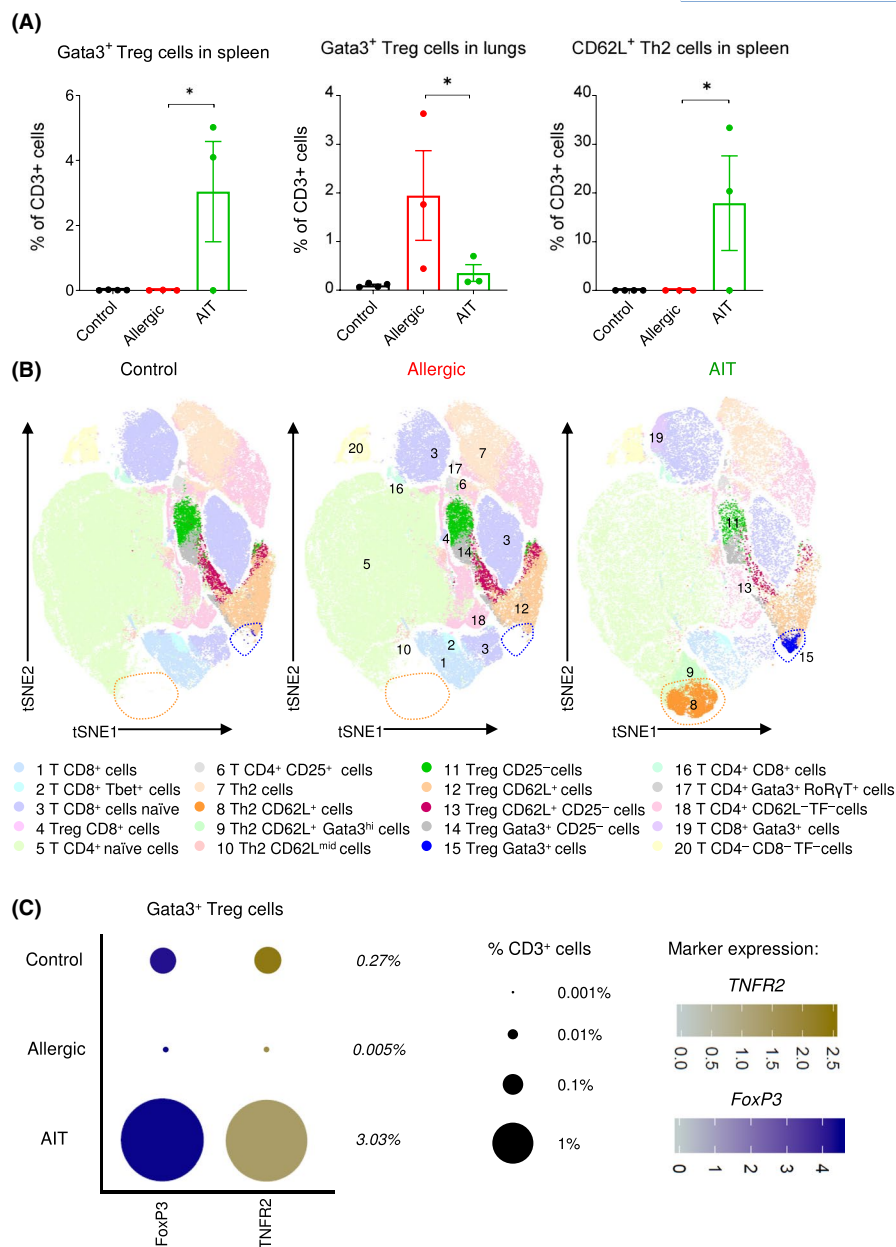 (A)
Gata3⁺ Treg cells in spleen
Gata3⁺ Treg cells in lungs
CD62L⁺ Th2 cells in spleen
% of CD3+ cells
6
4
2
0
*
Control
Allergic
AIT
% of CD3+ cells
4
3
2
1
0
*
Control
Allergic
AIT
% of CD3+ cells
40
30
20
10
0
*
Control
Allergic
AIT
(B)
Control
Allergic
AIT
tSNE2
tSNE1
tSNE2
tSNE1
20
3
7
17
16
6
4
14
3
5
12
18
10
2
3
1
tSNE2
tSNE1
19
11
13
15
9
8
1 T CD8⁺ cells
2 T CD8⁺ Tbet⁺ cells
3 T CD8⁺ cells naïve
4 Treg CD8⁺ cells
5 T CD4⁺ naïve cells
6 T CD4⁺ CD25⁺ cells
7 Th2 cells
8 Th2 CD62L⁺ cells
9 Th2 CD62L⁺ Gata3ʰⁱ cells
10 Th2 CD62Lᵐⁱᵈ cells
11 Treg CD25⁻cells
12 Treg CD62L⁺ cells
13 Treg CD62L⁺ CD25⁻ cells
14 Treg Gata3⁺ CD25⁻ cells
15 Treg Gata3⁺ cells
16 T CD4⁺ CD8⁺ cells
17 T CD4⁺ Gata3⁺ RoRγT⁺ cells
18 T CD4⁺ CD62L⁻TF⁻cells
19 T CD8⁺ Gata3⁺ cells
20 T CD4⁻ CD8⁻ TF⁻cells
(C)
Gata3⁺ Treg cells
Control
0.27%
Allergic
0.005%
AIT
3.03%
FoxP3
TNFR2
% CD3⁺ cells
0.001%
0.01%
0.1%
1%
Marker expression:
TNFR2
0.0
0.5
1.0
1.5
2.0
2.5
FoxP3
0
1
2
3
4